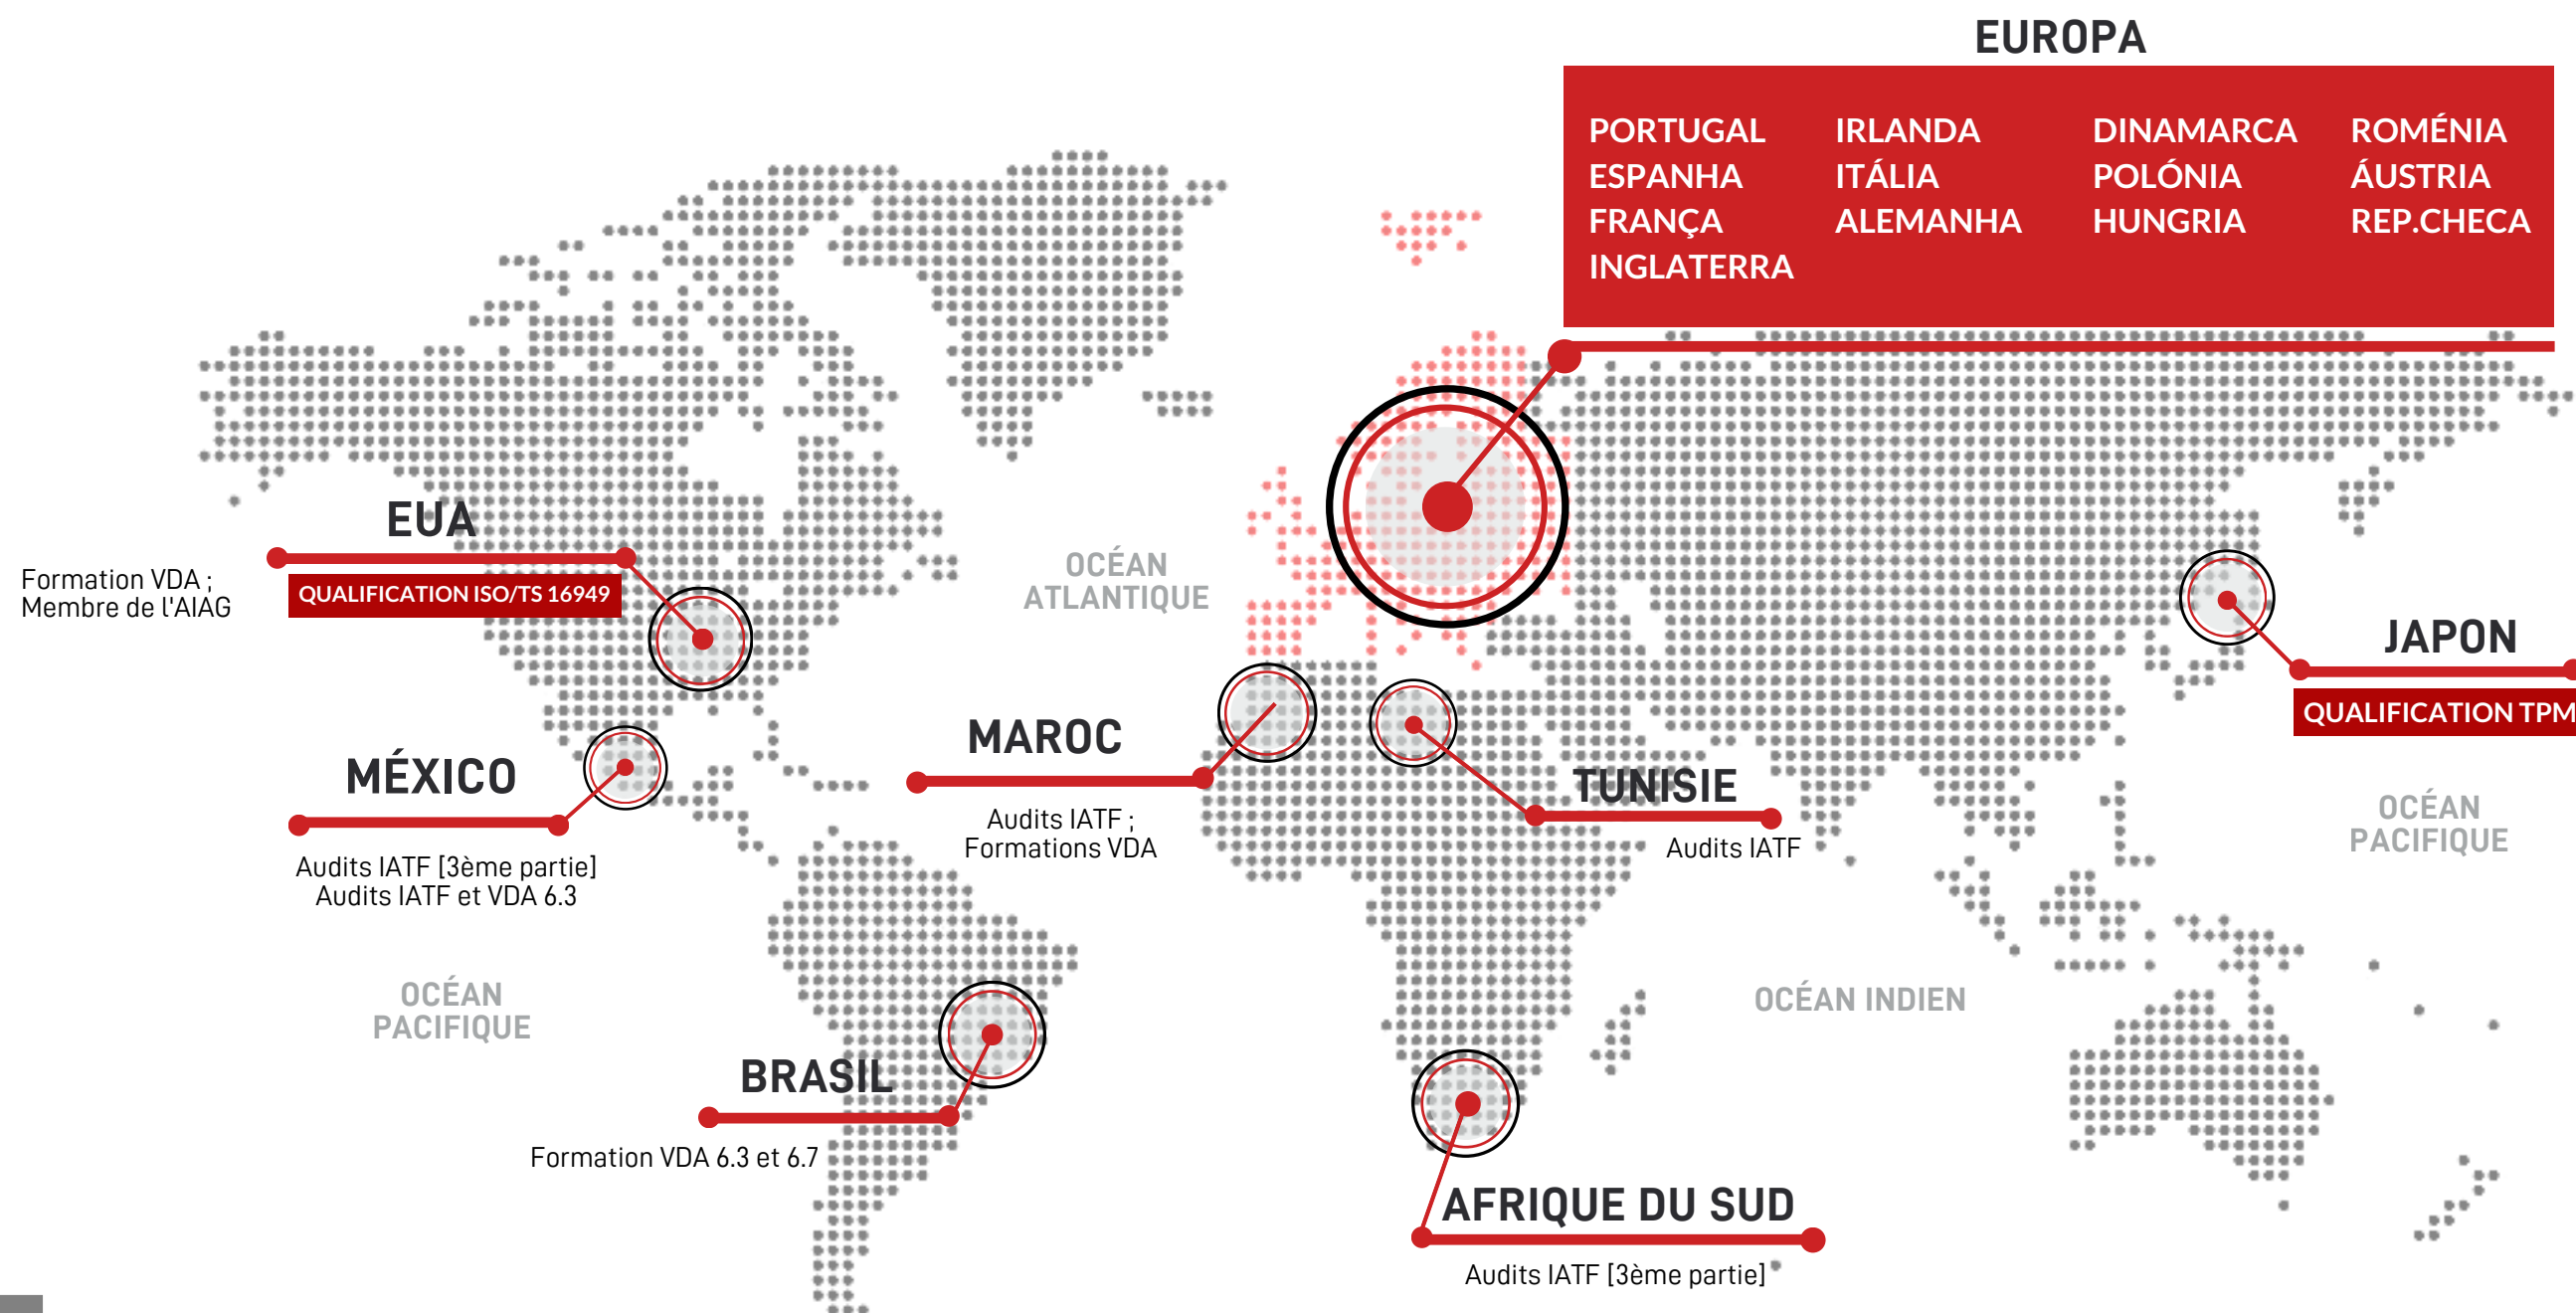 EUROPA
PORTUGAL
ESPANHA
FRANÇA
INGLATERRA
IRLANDA
ITÁLIA
ALEMANHA
DINAMARCA
POLÓNIA
HUNGRIA
ROMÉNIA
ÁUSTRIA
REP.CHECA
EUA
QUALIFICATION ISO/TS 16949
Formation VDA ;
Membre de l'AIAG
OCÉAN
ATLANTIQUE
JAPON
QUALIFICATION TPM
MÉXICO
Audits IATF [3ème partie]
Audits IATF et VDA 6.3
MAROC
Audits IATF ;
Formations VDA
TUNISIE
Audits IATF
OCÉAN
PACIFIQUE
OCÉAN
PACIFIQUE
OCÉAN INDIEN
BRASIL
Formation VDA 6.3 et 6.7
AFRIQUE DU SUD
Audits IATF [3ème partie]